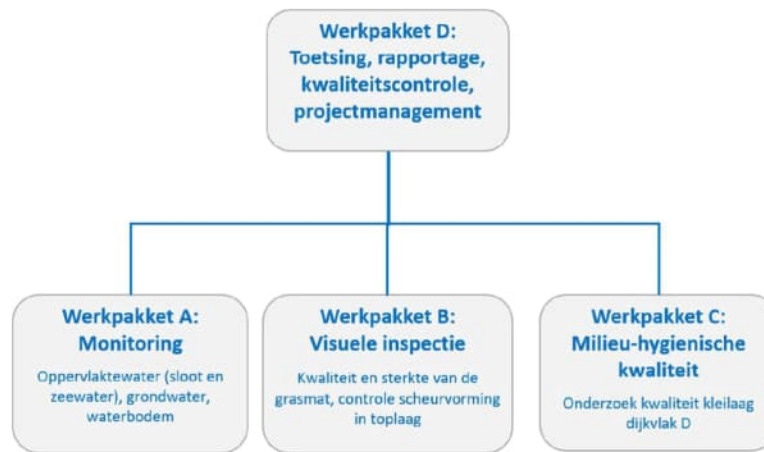 Werkpakket D:
Toetsing, rapportage,
kwaliteitscontrole,
projectmanagement
Werkpakket A:
Monitoring
Oppervlaktewater (sloot en
zeewater), grondwater,
waterbodem
Werkpakket B:
Visuele inspectie
Kwaliteit en sterkte van de
grasmat, controle scheurvorming
in toplaag
Werkpakket C:
Milieu-hygienische
kwaliteit
Onderzoek kwaliteit kleilaag
dijkvlak D